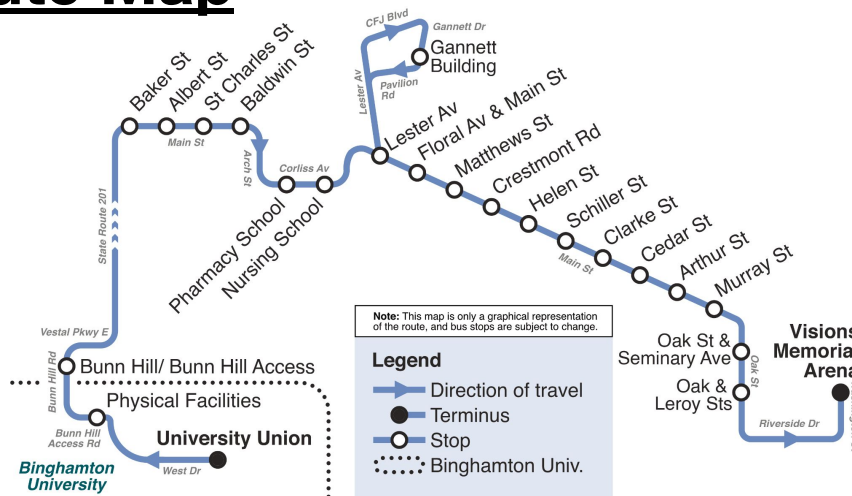 Map
CFJ Blvd
Gannett Dr
Gannett
Building
Pavilion
Rd
Lester Av
Baker St
Albert St
St Charles St
Baldwin St
Main St
Arch St
Corliss Av
Pharmacy School
Nursing School
Lester Av
Floral Av & Main St
Matthews St
Crestmont Rd
Helen St
Schiller St
Clarke St
Cedar St
Arthur St
Murray St
Main St
State Route 201
Vestal Pkwy E
Bunn Hill Rd
Bunn Hill/ Bunn Hill Access
Physical Facilities
Bunn Hill
Access Rd
University Union
West Dr
Binghamton
University
Note: This map is only a graphical representation
of the route, and bus stops are subject to change.
Legend
Direction of travel
Terminus
Stop
Binghamton Univ.
Oak St &
Seminary Ave
Oak St
Oak &
Leroy Sts
Riverside Dr
Visions
Memorial
Arena